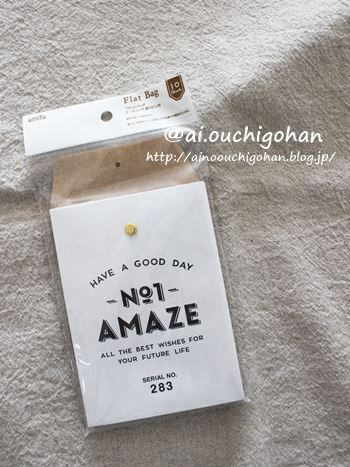 amifa
Flat Bag
10
@ai.ouchigohan
http://ainoouchigohan.blog.jp/
HAVE A GOOD DAY
-No1-
AMAZE
ALL THE BEST WISHES FOR
YOUR FUTURE LIFE
SERIAL NO.
283